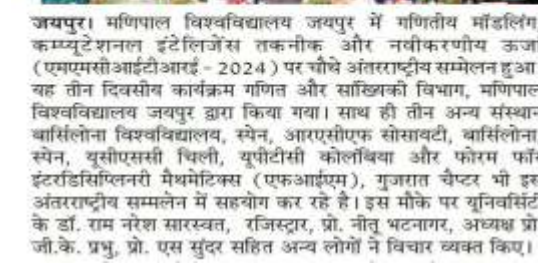 जयपुर। मणिपाल विश्वविद्यालय जयपुर में गणितीय मॉडलिंग,
कम्प्यूटेशनल इंटेलिजेंस तकनीक और नवीकरणीय ऊर्जा
(एमएमसीआईटीआरई - 2024) पर चौथे अंतरराष्ट्रीय सम्मेलन हुआ
यह तीन दिवसीय कार्यक्रम गणित और सांख्यिकी विभाग, मणिपाल
विश्वविद्यालय जयपुर द्वारा किया गया। साथ ही तीन अन्य संस्थान
बार्सिलोना विश्वविद्यालय, स्पेन, आरएसीएफ सोसायटी, बार्सिलोना
स्पेन, यूसीएससी चिली, यूपीटीसी कोलंबिया और फोरम फॉर
इंटरडिसिप्लिनरी मैथमेटिक्स (एफआईएम), गुजरात चैप्टर भी इस
अंतरराष्ट्रीय सम्मलेन में सहयोग कर रहे है। इस मौके पर यूनिवर्सिटी
के डॉ. राम नरेश सारस्वत, रजिस्ट्रार, प्रो. नीतू भटनागर, अध्यक्ष प्रो
जी.के. प्रभु, प्रो. एस सुंदर सहित अन्य लोगों ने विचार व्यक्त किए।